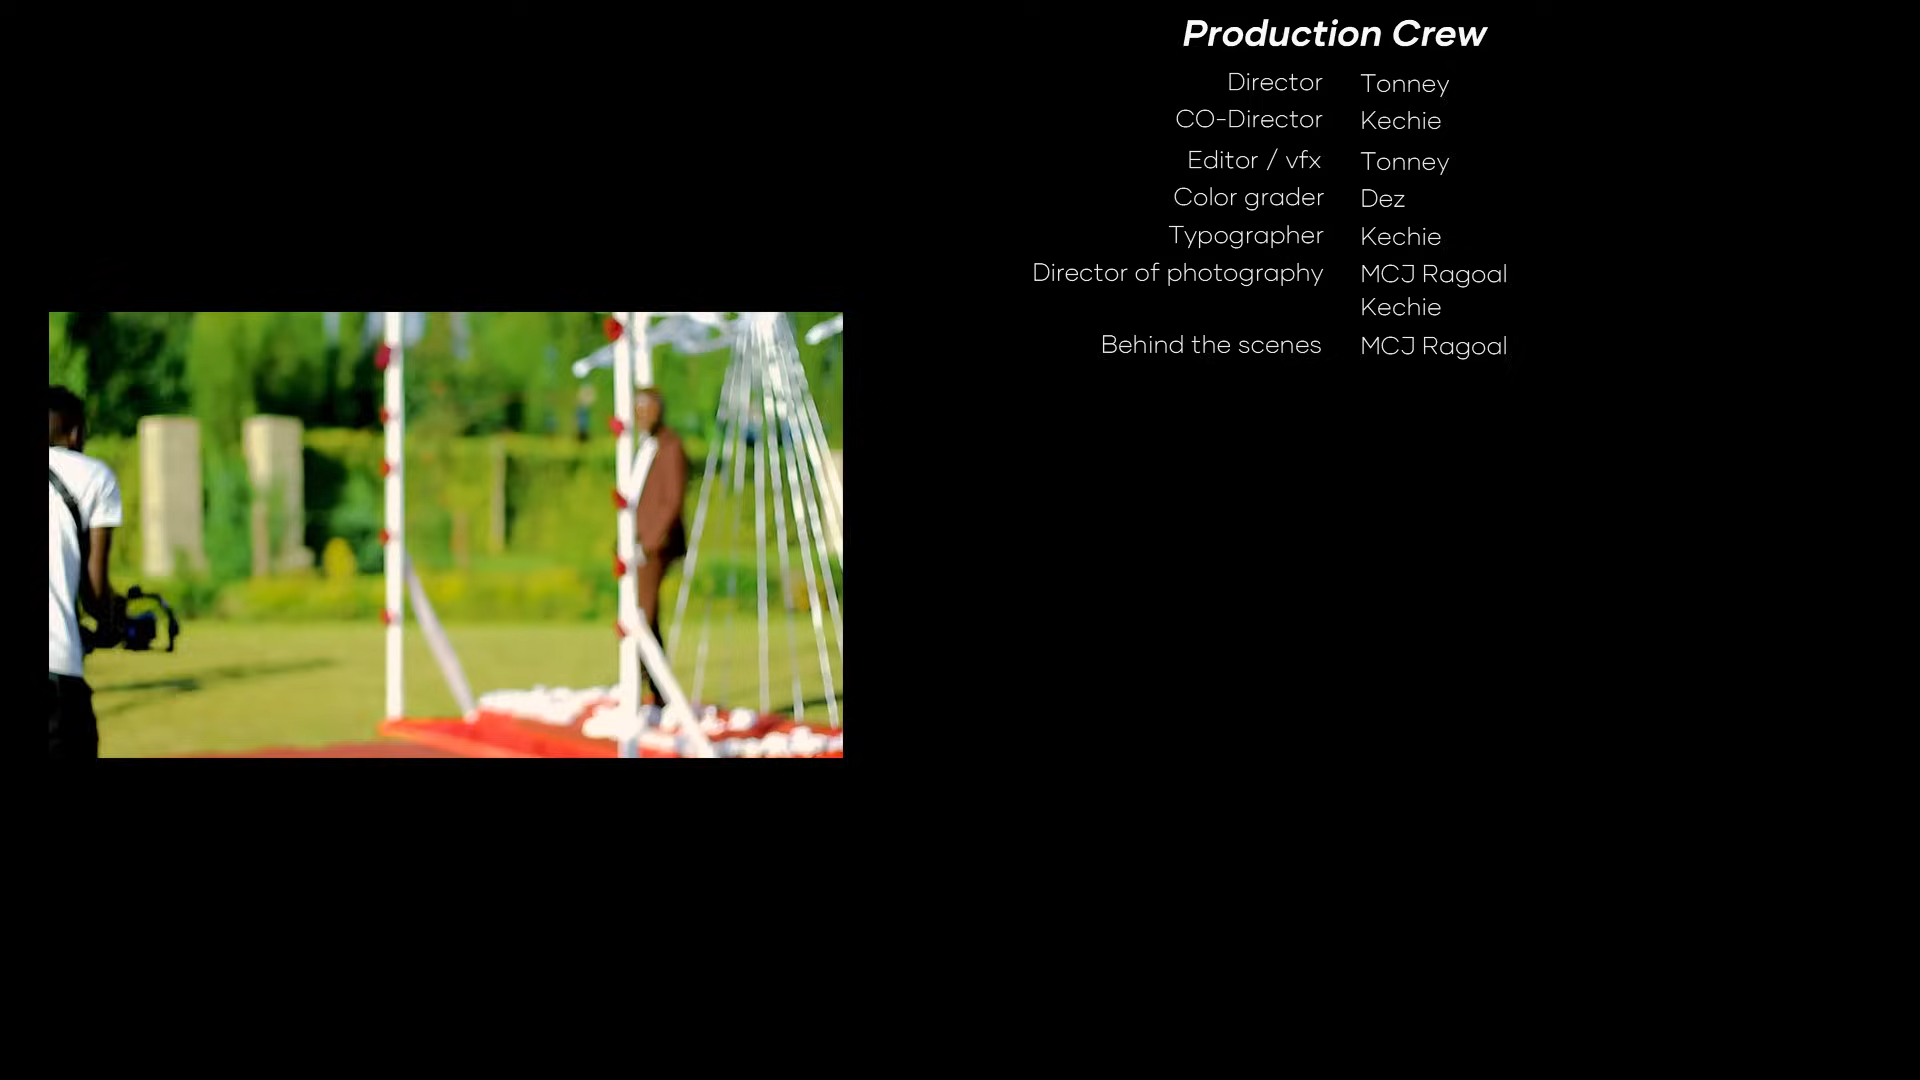 Production Crew
Director Tonney
CO-Director Kechie
Editor / vfx Tonney
Color grader Dez
Typographer Kechie
Director of photography MCJ Ragoal
Kechie
Behind the scenes MCJ Ragoal